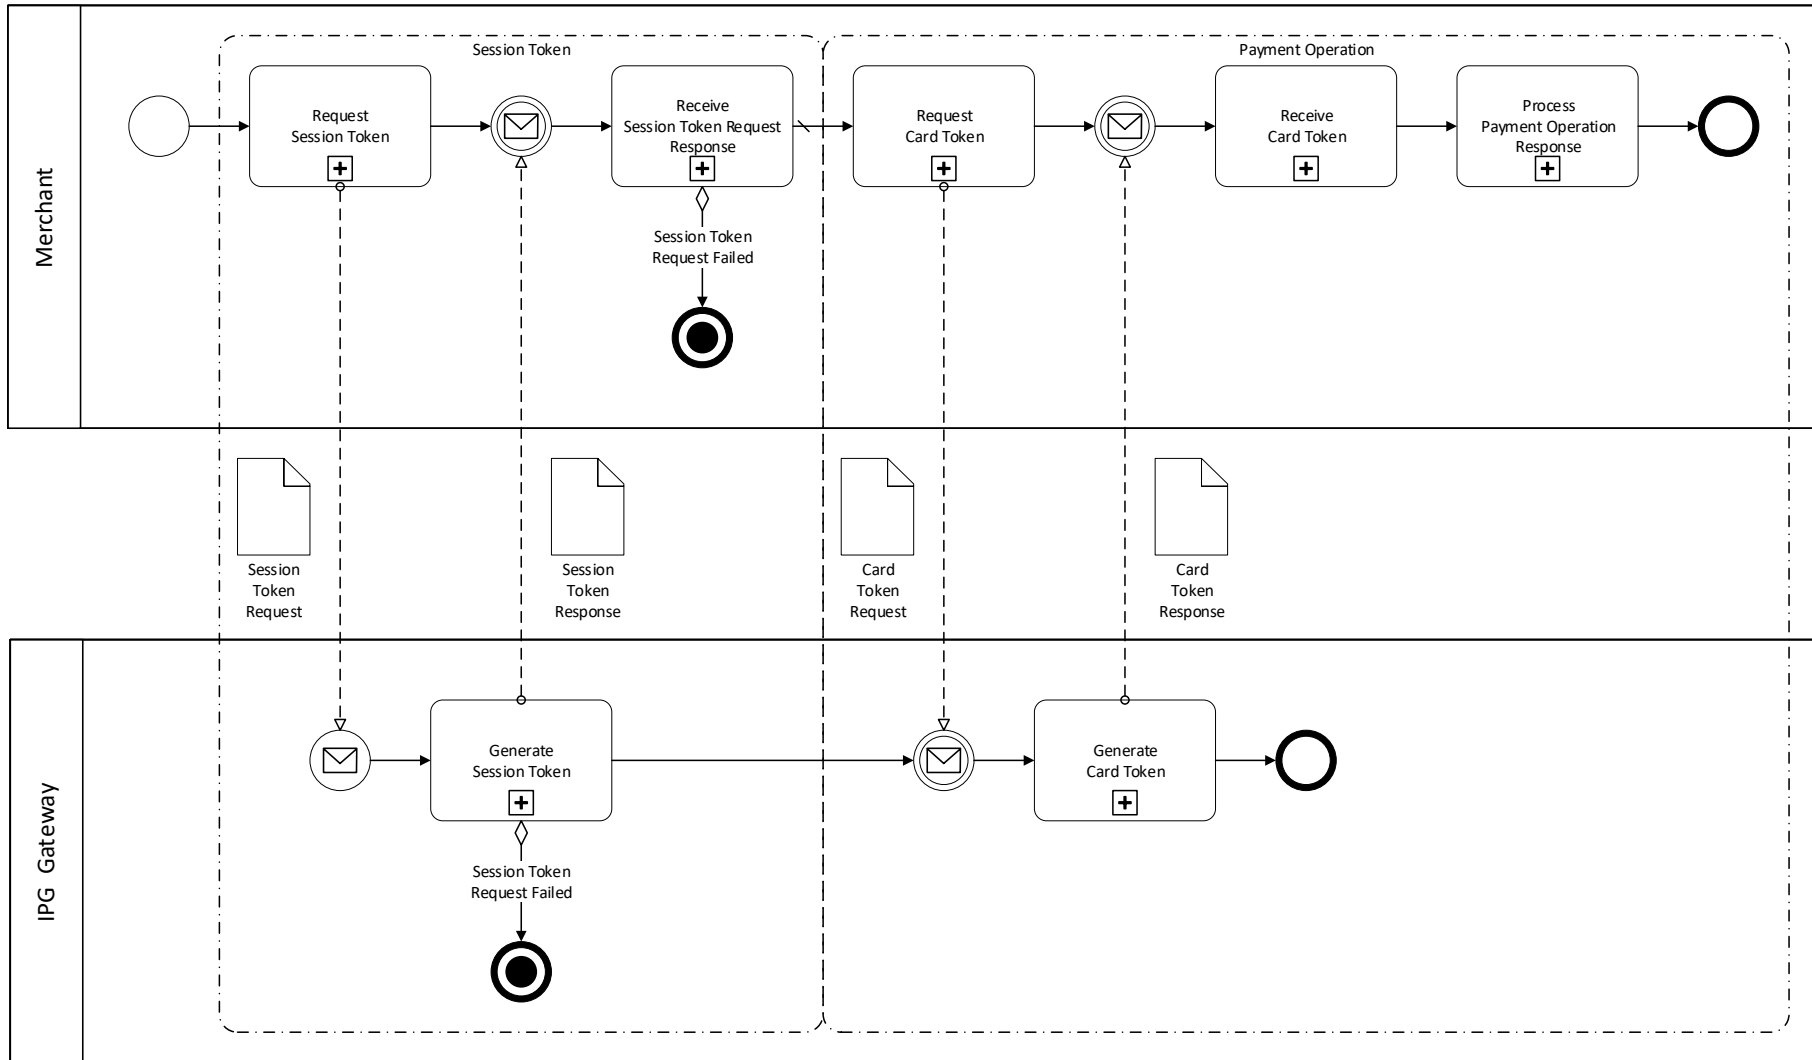 Session Token
Payment Operation
Merchant
Request
Session Token
Receive
Session Token Request
Response
Request
Card Token
Receive
Card Token
Process
Payment Operation
Response
Session Token
Request Failed
Session
Token
Request
Session
Token
Response
Card
Token
Request
Card
Token
Response
IPG Gateway
Generate
Session Token
Generate
Card Token
Session Token
Request Failed